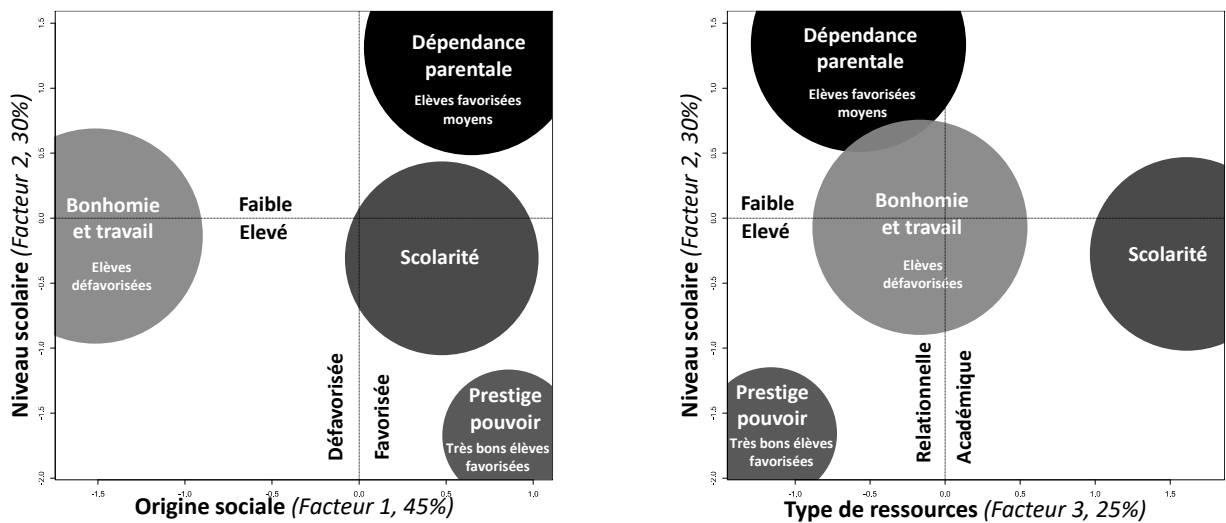 Niveau scolaire (Facteur 2, 30%)
1.5
1.0
0.5
0.0
-0.5
-1.0
-1.5
-2.0
Dépendance
parentale
Elèves favorisées
moyens
Bonhomie
et travail
Elèves
défavorisées
Faible
Elevé
Scolarité
Défavorisée
Favorisée
Prestige
pouvoir
Très bons élèves
favorisées
-1.5
-1.0
-0.5
0.0
0.5
1.0
Origine sociale (Facteur 1, 45%)
Niveau scolaire (Facteur 2, 30%)
1.5
1.0
0.5
0.0
-0.5
-1.0
-1.5
-2.0
Dépendance
parentale
Elèves favorisées
moyens
Faible
Elevé
Bonhomie
et travail
Elèves
défavorisées
Scolarité
Relationnelle
Académique
Prestige
pouvoir
Très bons élèves
favorisées
-1.0
-0.5
0.0
0.5
1.0
1.5
Type de ressources (Facteur 3, 25%)